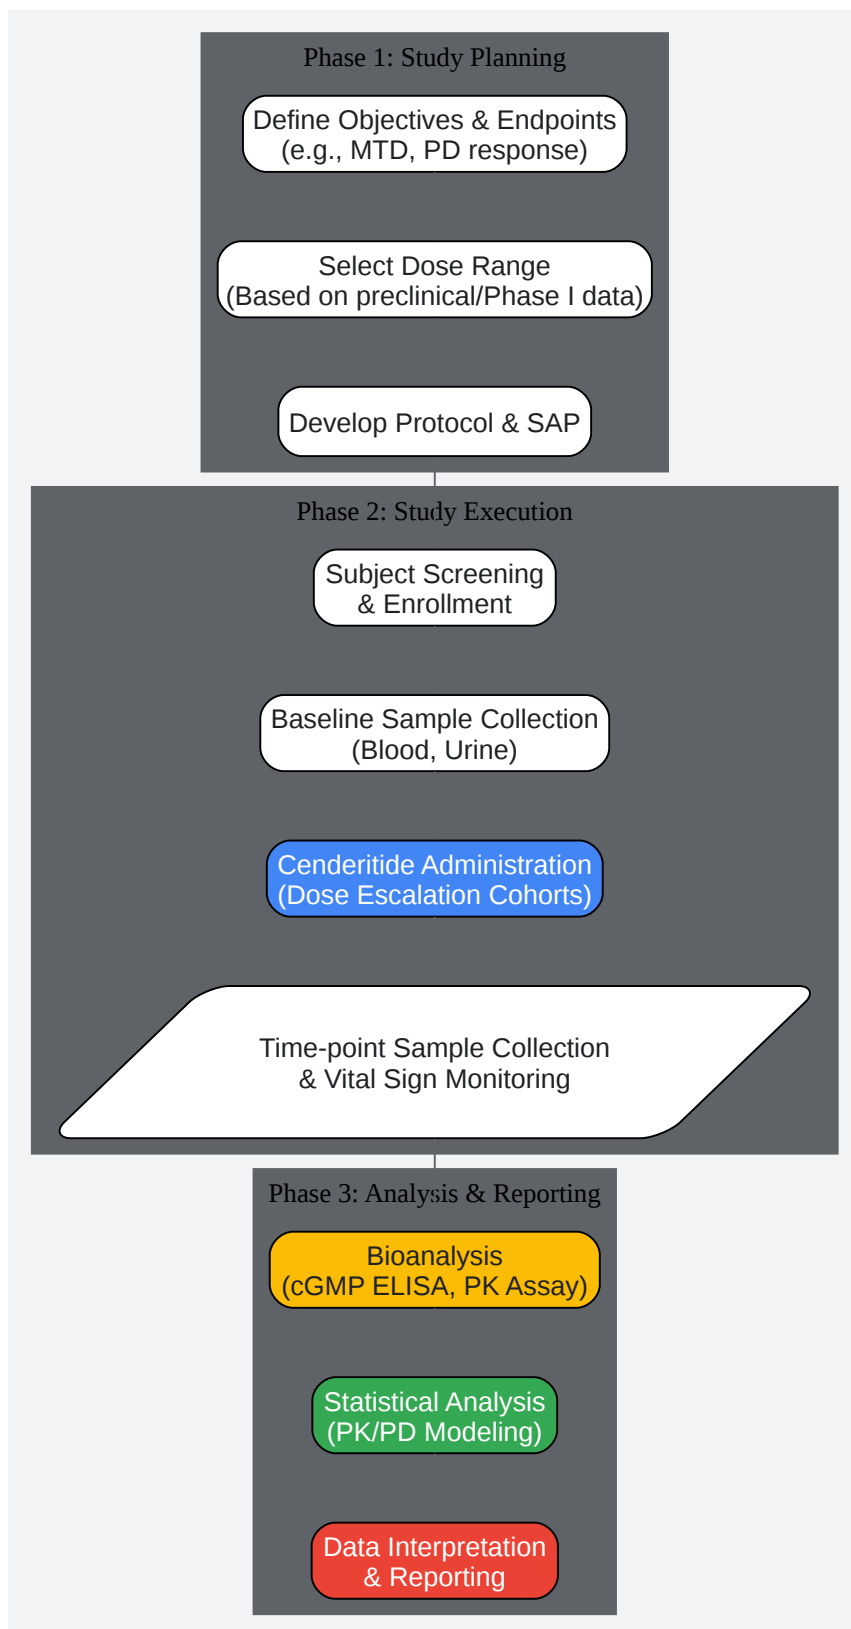 Phase 1: Study Planning
Define Objectives & Endpoints
(e.g., MTD, PD response)
Select Dose Range
(Based on preclinical/Phase I data)
Develop Protocol & SAP
Phase 2: Study Execution
Subject Screening
& Enrollment
Baseline Sample Collection
(Blood, Urine)
Cenderitide Administration
(Dose Escalation Cohorts)
Time-point Sample Collection
& Vital Sign Monitoring
Phase 3: Analysis & Reporting
Bioanalysis
(cGMP ELISA, PK Assay)
Statistical Analysis
(PK/PD Modeling)
Data Interpretation
& Reporting